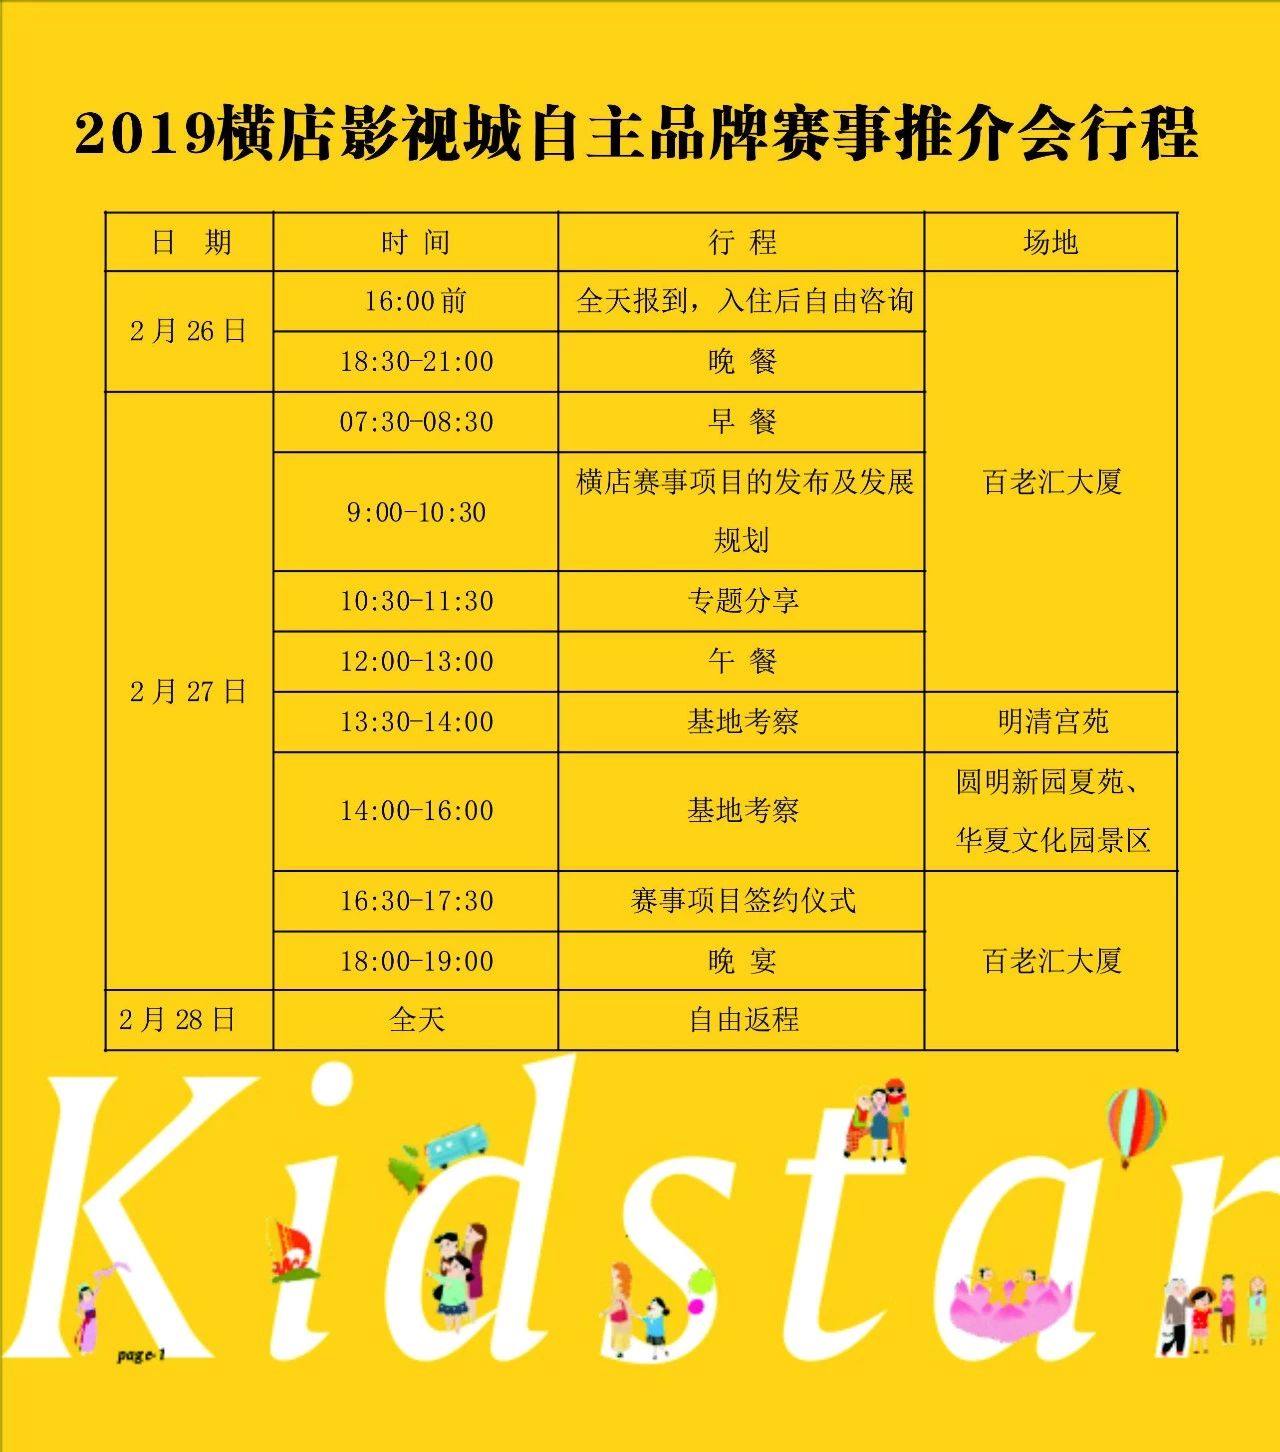 2019横店影视城自主品牌赛事推介会行程
日 期 时 间 行 程 场地
2月26日 16:00前 全天报到，入住后自由咨询 百老汇大厦
18:30-21:00 晚 餐
2月27日 07:30-08:30 早 餐
9:00-10:30 横店赛事项目的发布及发展
规划
10:30-11:30 专题分享
12:00-13:00 午 餐
13:30-14:00 基地考察 明清宫苑
14:00-16:00 基地考察 圆明新园夏苑、
华夏文化园景区
16:30-17:30 赛事项目签约仪式 百老汇大厦
18:00-19:00 晚 宴
2月28日 全天 自由返程
Kidstar
page-1